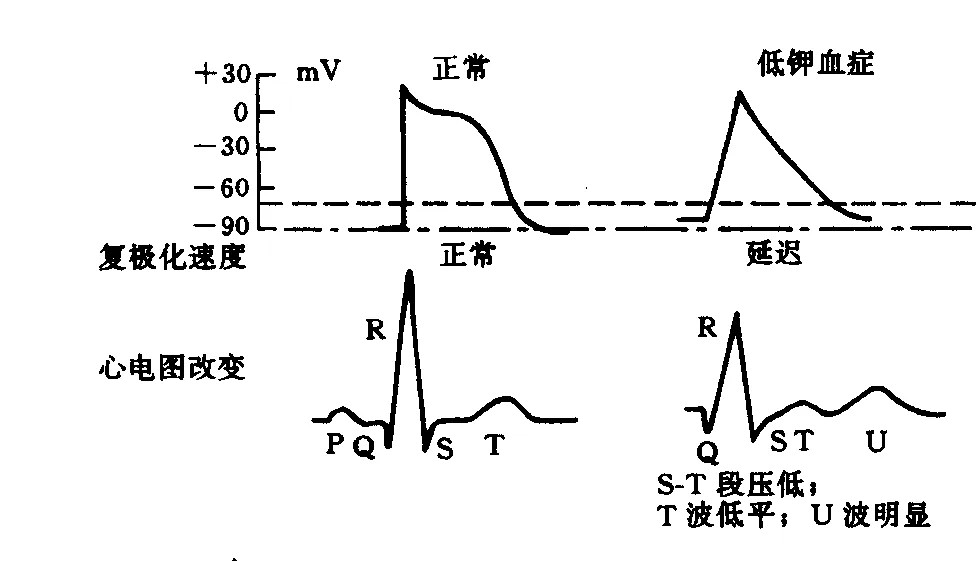 +30 mV 正常 低钾血症
0
-30
-60
-90
复极化速度 正常 延迟
心电图改变 R R
P Q S T Q S T U
S-T 段压低;
T 波低平; U 波明显